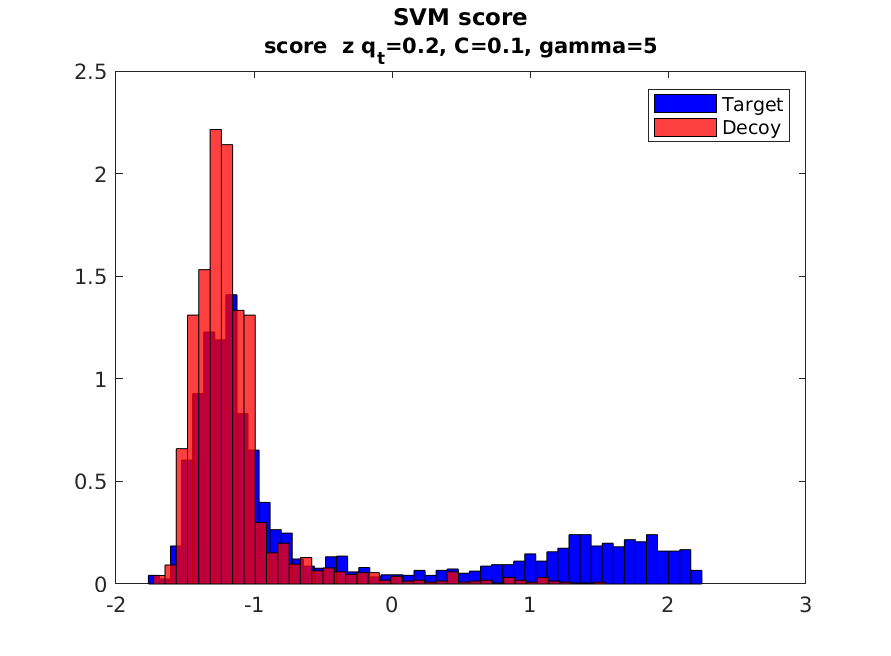 SVM score
score z q_t=0.2, C=0.1, gamma=5
2.5
2
1.5
1
0.5
0
-2 -1 0 1 2 3
Target
Decoy